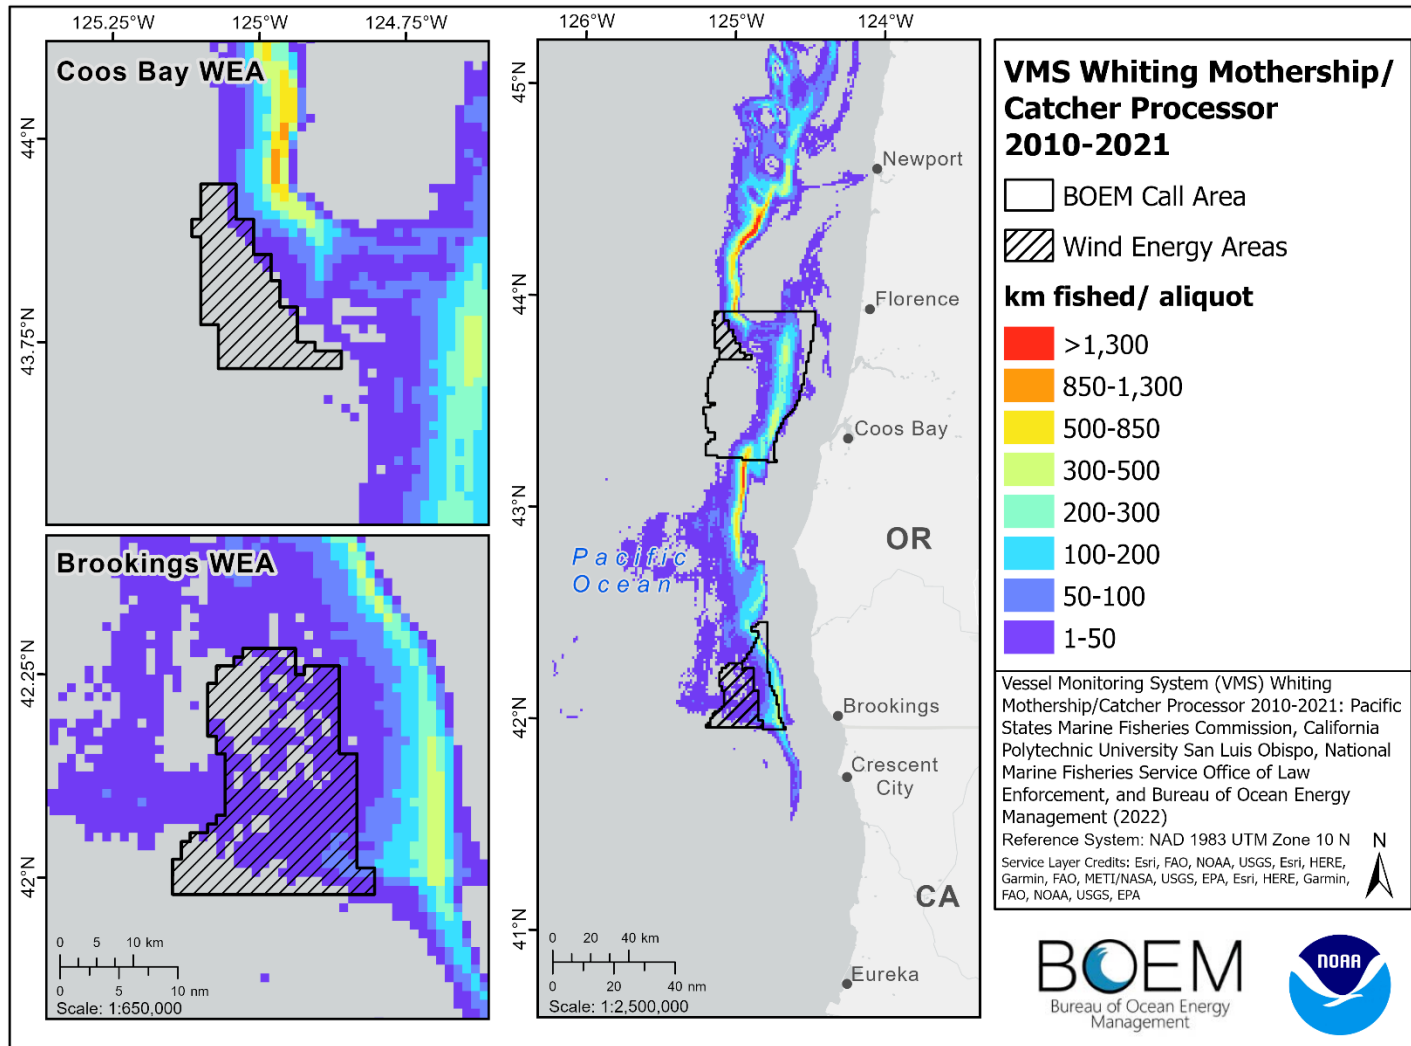 125.25°W 125°W 124.75°W
Coos Bay WEA
44°N
43.75°N
Brookings WEA
42.25°N
42°N
0 5 10 km
0 5 10 nm
Scale: 1:650,000
126°W 125°W 124°W
45°N
44°N
43°N
42°N
41°N
Newport
Florence
Coos Bay
OR
Pacific
Ocean
Brookings
Crescent
City
CA
Eureka
0 20 40 km
0 20 40 nm
Scale: 1:2,500,000
VMS Whiting Mothership/
Catcher Processor
2010-2021
BOEM Call Area
Wind Energy Areas
km fished/ aliquot
>1,300
850-1,300
500-850
300-500
200-300
100-200
50-100
1-50
Vessel Monitoring System (VMS) Whiting
Mothership/Catcher Processor 2010-2021: Pacific
States Marine Fisheries Commission, California
Polytechnic University San Luis Obispo, National
Marine Fisheries Service Office of Law
Enforcement, and Bureau of Ocean Energy
Management (2022)
Reference System: NAD 1983 UTM Zone 10 N
N
Service Layer Credits: Esri, FAO, NOAA, USGS, Esri, HERE,
Garmin, FAO, METI/NASA, USGS, EPA, Esri, HERE, Garmin,
FAO, NOAA, USGS, EPA
BOEM
Bureau of Ocean Energy
Management
NOAA